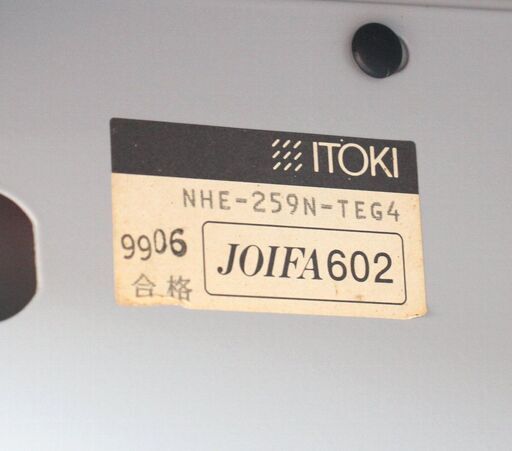 ITOKI
NHE-259N-TEG4
9906 JOIFA602
合格